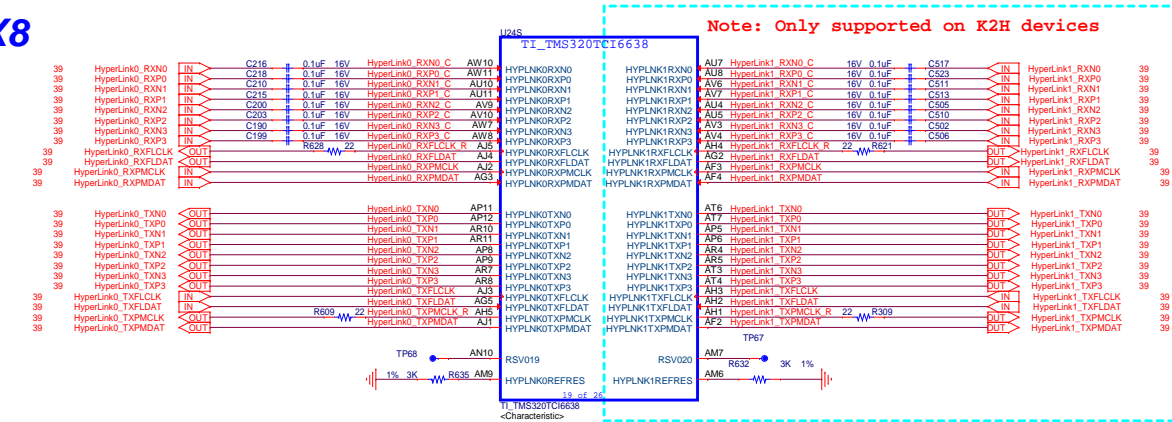 X8
Note: Only supported on K2H devices
U24S
TI_TMS320TCI6638
39 HyperLink0_RXN0 IN C216 0.1uF 16V HyperLink0_RXN0_C AW10 HYPLNK0RXN0 HYPLNK1RXN0 AU7 HyperLink1_RXN0_C 16V 0.1uF C517 IN HyperLink1_RXN0 39
39 HyperLink0_RXP0 IN C218 0.1uF 16V HyperLink0_RXP0_C AW11 HYPLNK0RXP0 HYPLNK1RXP0 AU8 HyperLink1_RXP0_C 16V 0.1uF C523 IN HyperLink1_RXP0 39
39 HyperLink0_RXN1 IN C210 0.1uF 16V HyperLink0_RXN1_C AU10 HYPLNK0RXN1 HYPLNK1RXN1 AV6 HyperLink1_RXN1_C 16V 0.1uF C511 IN HyperLink1_RXN1 39
39 HyperLink0_RXP1 IN C215 0.1uF 16V HyperLink0_RXP1_C AU11 HYPLNK0RXP1 HYPLNK1RXP1 AV7 HyperLink1_RXP1_C 16V 0.1uF C513 IN HyperLink1_RXP1 39
39 HyperLink0_RXN2 IN C200 0.1uF 16V HyperLink0_RXN2_C AV9 HYPLNK0RXN2 HYPLNK1RXN2 AU4 HyperLink1_RXN2_C 16V 0.1uF C505 IN HyperLink1_RXN2 39
39 HyperLink0_RXP2 IN C203 0.1uF 16V HyperLink0_RXP2_C AV10 HYPLNK0RXP2 HYPLNK1RXP2 AU5 HyperLink1_RXP2_C 16V 0.1uF C510 IN HyperLink1_RXP2 39
39 HyperLink0_RXN3 IN C190 0.1uF 16V HyperLink0_RXN3_C AW7 HYPLNK0RXN3 HYPLNK1RXN3 AV3 HyperLink1_RXN3_C 16V 0.1uF C502 IN HyperLink1_RXN3 39
39 HyperLink0_RXP3 IN C199 0.1uF 16V HyperLink0_RXP3_C AW8 HYPLNK0RXP3 HYPLNK1RXP3 AV4 HyperLink1_RXP3_C 16V 0.1uF C506 IN HyperLink1_RXP3 39
39 HyperLink0_RXFLCLK OUT R628 22 HyperLink0_RXFLCLK_R AJ5 HYPLNK0RXFLCLK HYPLNK1RXFLCLK AH4 HyperLink1_RXFLCLK_R 22 R621 OUT HyperLink1_RXFLCLK 39
39 HyperLink0_RXFLDAT OUT HyperLink0_RXFLDAT AJ4 HYPLNK0RXFLDAT HYPLNK1RXFLDAT AG2 HyperLink1_RXFLDAT OUT HyperLink1_RXFLDAT 39
39 HyperLink0_RXPMCLK IN HyperLink0_RXPMCLK AJ2 HYPLNK0RXPMCLK HYPLNK1RXPMCLK AF3 HyperLink1_RXPMCLK IN HyperLink1_RXPMCLK 39
39 HyperLink0_RXPMDAT IN HyperLink0_RXPMDAT AG3 HYPLNK0RXPMDAT HYPLNK1RXPMDAT AF4 HyperLink1_RXPMDAT IN HyperLink1_RXPMDAT 39
39 HyperLink0_TXN0 OUT HyperLink0_TXN0 AP11 HYPLNK0TXN0 HYPLNK1TXN0 AT6 HyperLink1_TXN0 OUT HyperLink1_TXN0 39
39 HyperLink0_TXP0 OUT HyperLink0_TXP0 AP12 HYPLNK0TXP0 HYPLNK1TXP0 AT7 HyperLink1_TXP0 OUT HyperLink1_TXP0 39
39 HyperLink0_TXN1 OUT HyperLink0_TXN1 AR10 HYPLNK0TXN1 HYPLNK1TXN1 AP5 HyperLink1_TXN1 OUT HyperLink1_TXN1 39
39 HyperLink0_TXP1 OUT HyperLink0_TXP1 AR11 HYPLNK0TXP1 HYPLNK1TXP1 AP6 HyperLink1_TXP1 OUT HyperLink1_TXP1 39
39 HyperLink0_TXN2 OUT HyperLink0_TXN2 AP8 HYPLNK0TXN2 HYPLNK1TXN2 AR4 HyperLink1_TXN2 OUT HyperLink1_TXN2 39
39 HyperLink0_TXP2 OUT HyperLink0_TXP2 AP9 HYPLNK0TXP2 HYPLNK1TXP2 AR5 HyperLink1_TXP2 OUT HyperLink1_TXP2 39
39 HyperLink0_TXN3 OUT HyperLink0_TXN3 AR7 HYPLNK0TXN3 HYPLNK1TXN3 AT3 HyperLink1_TXN3 OUT HyperLink1_TXN3 39
39 HyperLink0_TXP3 OUT HyperLink0_TXP3 AR8 HYPLNK0TXP3 HYPLNK1TXP3 AT4 HyperLink1_TXP3 OUT HyperLink1_TXP3 39
39 HyperLink0_TXFLCLK IN HyperLink0_TXFLCLK AJ3 HYPLNK0TXFLCLK HYPLNK1TXFLCLK AH3 HyperLink1_TXFLCLK IN HyperLink1_TXFLCLK 39
39 HyperLink0_TXFLDAT IN HyperLink0_TXFLDAT AG5 HYPLNK0TXFLDAT HYPLNK1TXFLDAT AH2 HyperLink1_TXFLDAT IN HyperLink1_TXFLDAT 39
39 HyperLink0_TXPMCLK OUT R609 22 HyperLink0_TXPMCLK_R AH5 HYPLNK0TXPMCLK HYPLNK1TXPMCLK AH1 HyperLink1_TXPMCLK_R 22 R309 OUT HyperLink1_TXPMCLK 39
39 HyperLink0_TXPMDAT OUT HyperLink0_TXPMDAT AJ1 HYPLNK0TXPMDAT HYPLNK1TXPMDAT AF2 HyperLink1_TXPMDAT OUT HyperLink1_TXPMDAT 39
TP68 AN10 RSV019 RSV020 AM7 TP67
1% 3K R635 AM9 HYPLNK0REFRES HYPLNK1REFRES AM6 R632 3K 1%
19 of 26
TI_TMS320TCI6638
<Characteristic>